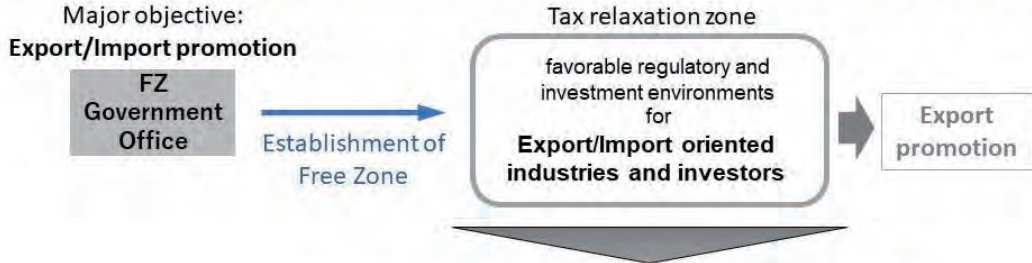 Major objective:
Export/Import promotion
FZ
Government
Office
Establishment of
Free Zone
Tax relaxation zone
favorable regulatory and
investment environments
for
Export/Import oriented
industries and investors
Export
promotion